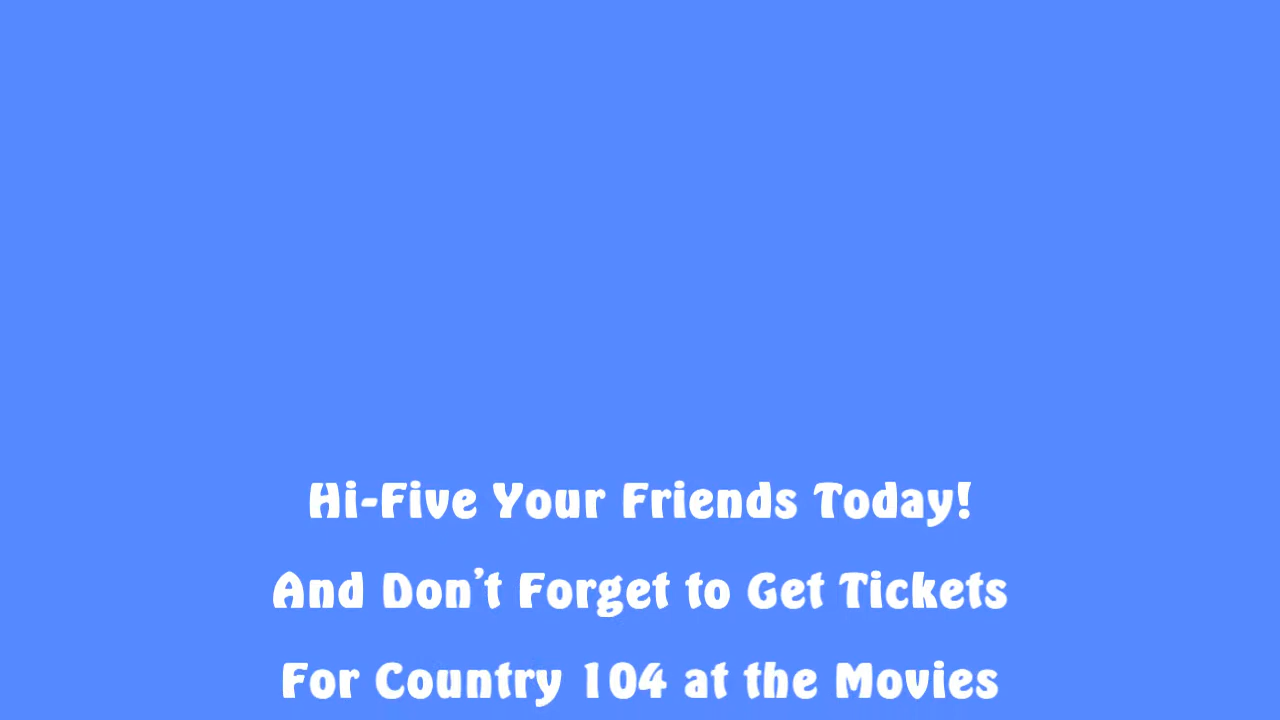 Hi-Five Your Friends Today!
And Don't Forget to Get Tickets
For Country 104 at the Movies